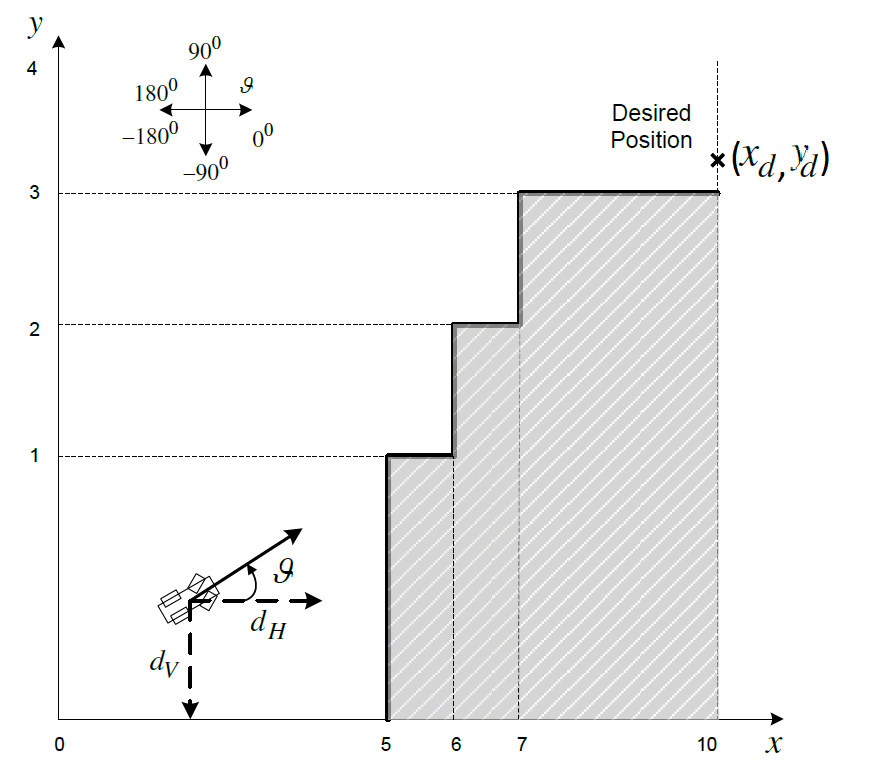 y
4
90⁰
180⁰
ϑ
−180⁰
0⁰
−90⁰
Desired
Position
(x_d, y_d)
3
2
1
ϑ
d_H
d_V
0
5
6
7
10
x